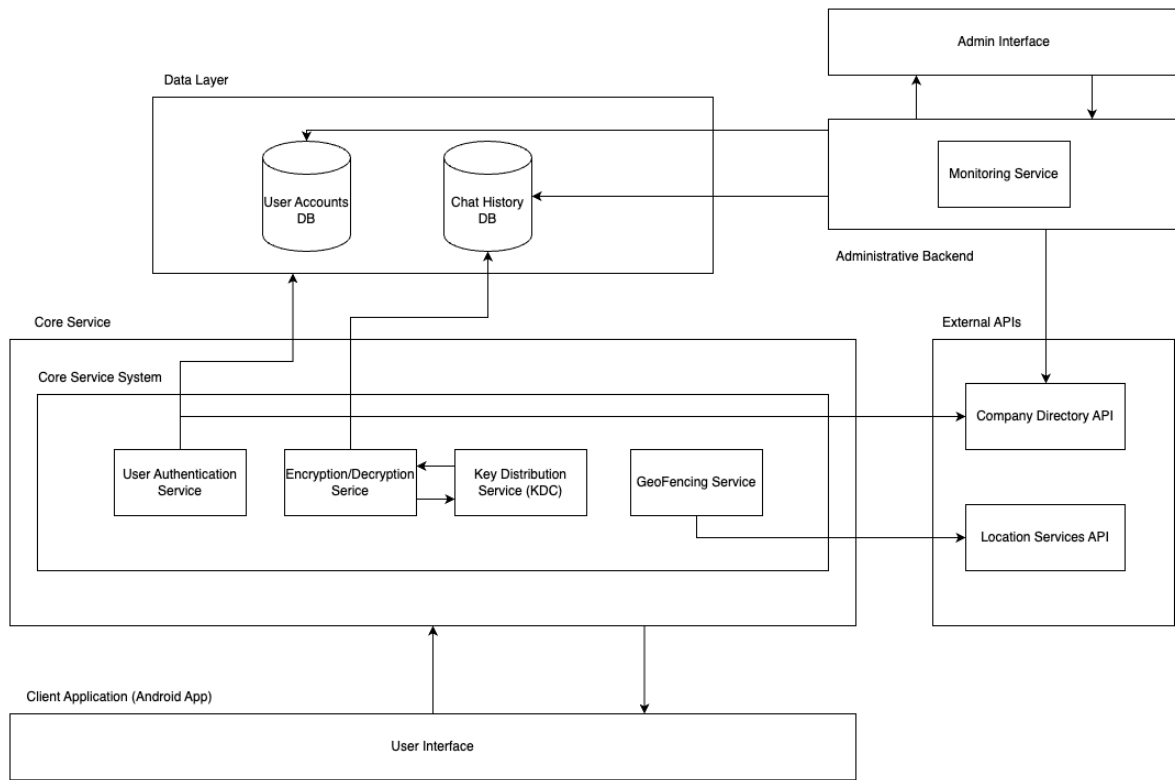 Admin Interface
Data Layer
Monitoring Service
User Accounts
DB
Chat History
DB
Administrative Backend
Core Service
External APIs
Core Service System
Company Directory API
User Authentication
Service
Encryption/Decryption
Serice
Key Distribution
Service (KDC)
GeoFencing Service
Location Services API
Client Application (Android App)
User Interface